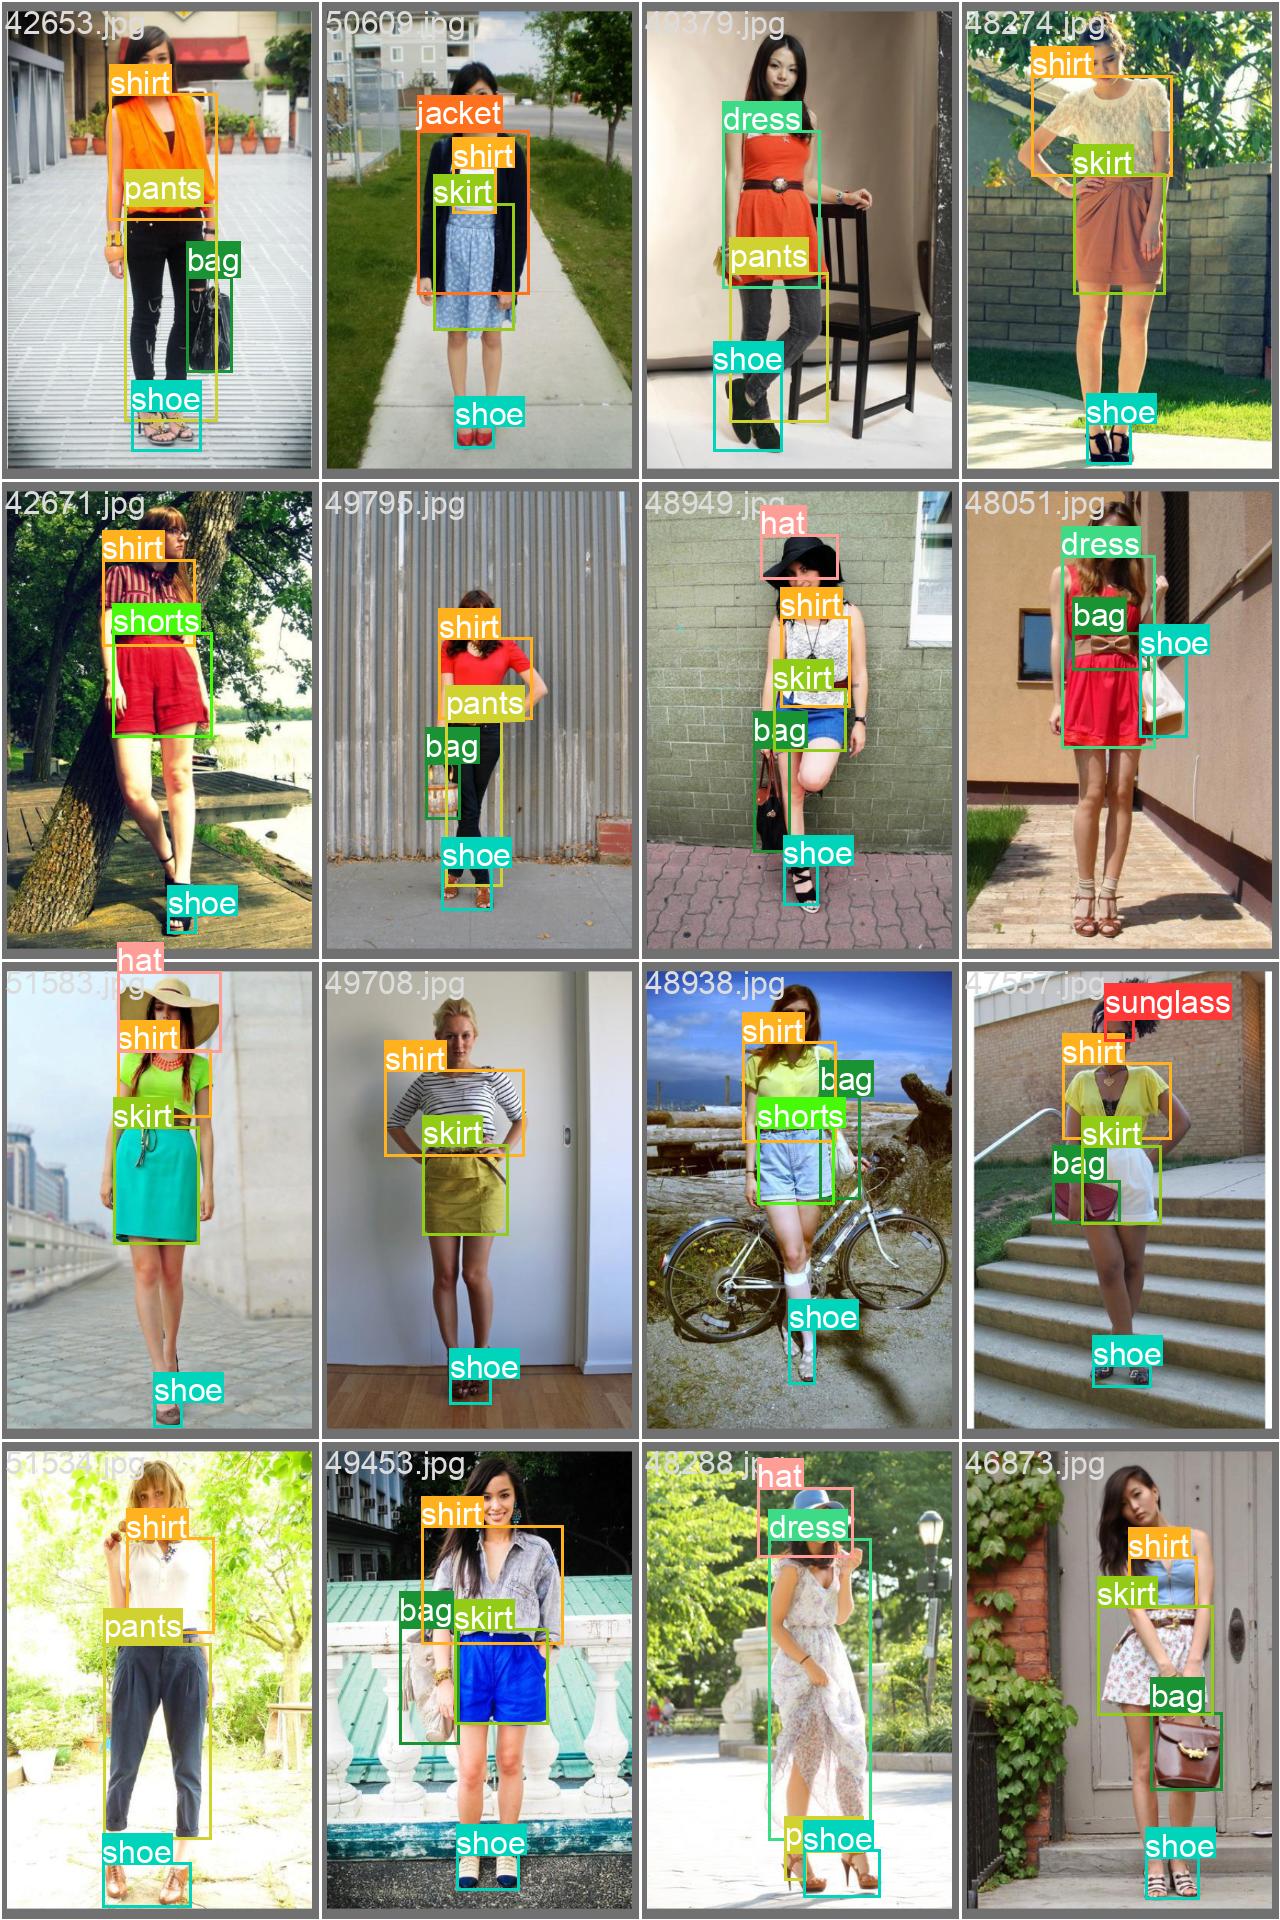 42653.jpg
shirt
pants
bag
shoe
50609.jpg
jacket
shirt
skirt
shoe
49379.jpg
dress
pants
shoe
48274.jpg
shirt
skirt
shoe
42671.jpg
shirt
shorts
shoe
49795.jpg
shirt
pants
bag
shoe
48949.jpg
hat
shirt
skirt
bag
shoe
48051.jpg
dress
bag
shoe
51583.jpg
hat
shirt
skirt
shoe
49708.jpg
shirt
skirt
shoe
48938.jpg
shirt
bag
shorts
shoe
47557.jpg
sunglass
shirt
skirt
bag
shoe
51534.jpg
shirt
pants
shoe
49453.jpg
shirt
bag
skirt
shoe
48288.jpg
hat
dress
p
shoe
46873.jpg
shirt
skirt
bag
shoe